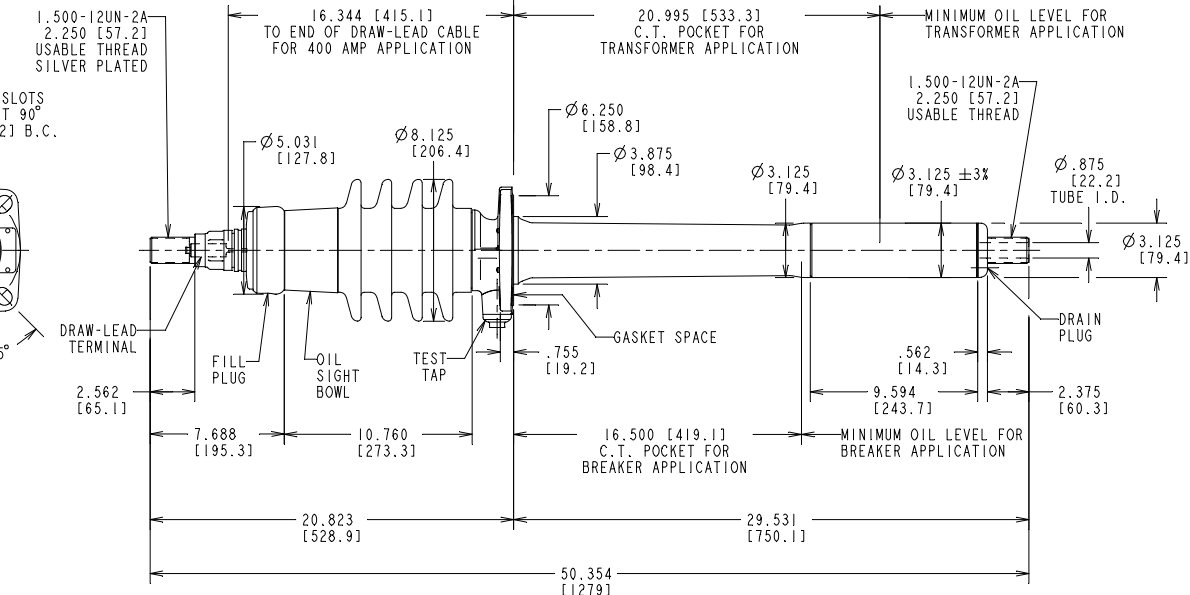 1.500-12UN-2A
2.250 [57.2]
USABLE THREAD
SILVER PLATED
16.344 [415.1]
TO END OF DRAW-LEAD CABLE
FOR 400 AMP APPLICATION
20.995 [533.3]
C.T. POCKET FOR
TRANSFORMER APPLICATION
MINIMUM OIL LEVEL FOR
TRANSFORMER APPLICATION
SLOTS
T 90°
2] B.C.
1.500-12UN-2A
2.250 [57.2]
USABLE THREAD
Ø5.031
[127.8]
Ø8.125
[206.4]
Ø6.250
[158.8]
Ø3.875
[98.4]
Ø3.125
[79.4]
Ø3.125 ±3%
[79.4]
Ø.875
[22.2]
TUBE I.D.
Ø3.125
[79.4]
DRAW-LEAD
TERMINAL
5°
FILL
PLUG
OIL
SIGHT
BOWL
TEST
TAP
GASKET SPACE
DRAIN
PLUG
.755
[19.2]
.562
[14.3]
2.562
[65.1]
9.594
[243.7]
2.375
[60.3]
7.688
[195.3]
10.760
[273.3]
16.500 [419.1]
C.T. POCKET FOR
BREAKER APPLICATION
MINIMUM OIL LEVEL FOR
BREAKER APPLICATION
20.823
[528.9]
29.531
[750.1]
50.354
[1279]